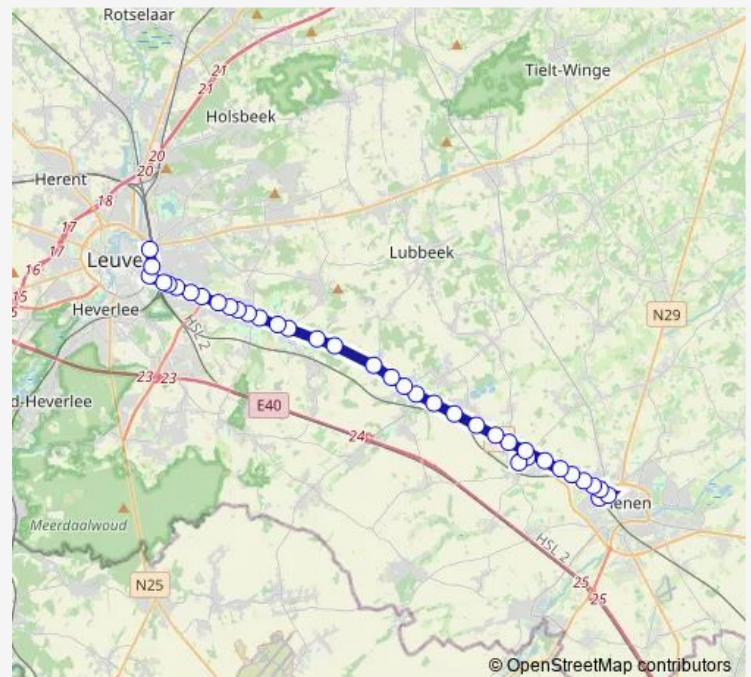 Rotselaar
21
21
Tielt-Winge
Holsbeek
20
20
Herent
18
17
17
16
15
Leuve
Lubbeek
Heverlee
HSL 2
N29
23 23
d-Heverlee
E40
24
Meerdaalwoud
ienen
HSL 2
N25
25
25
© OpenStreetMap contributors